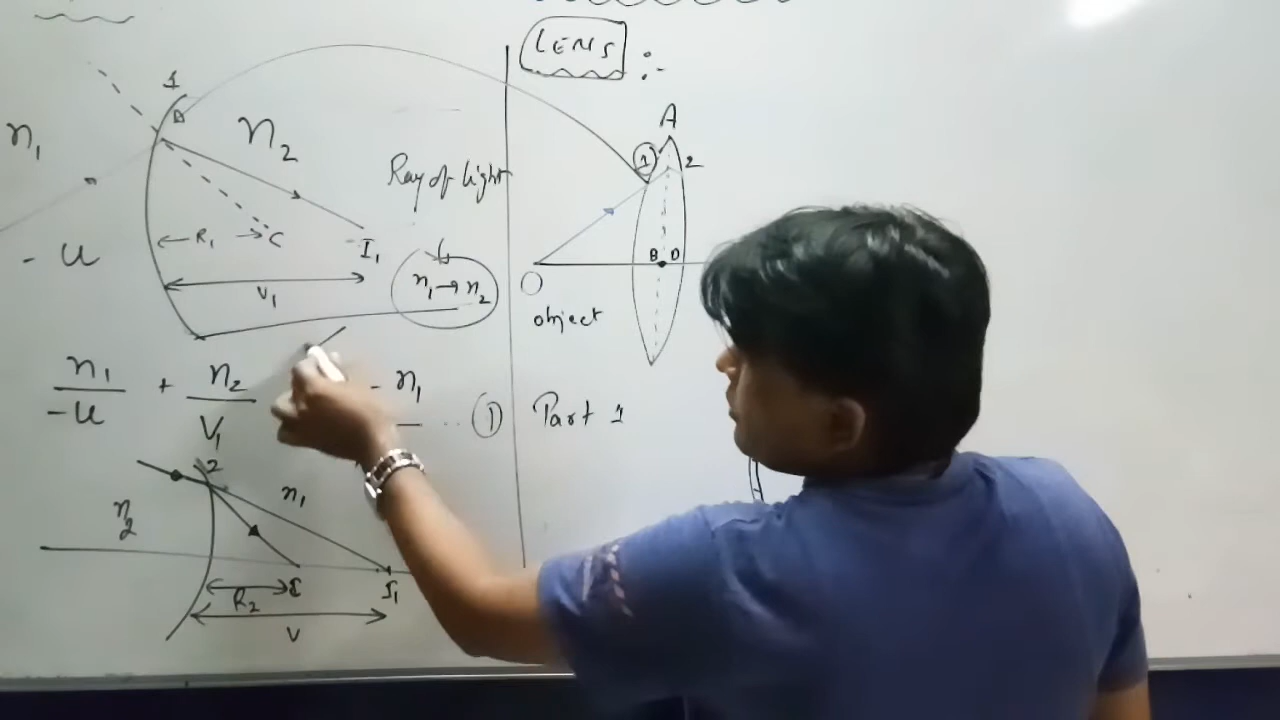 LENS :-
1
A
n1
n2
Ray of light
- u
R1
C
I1
V1
n1 → n2
A
1
2
B D
O
object
n1 / -u + n2 / V1
- n1
.. ① Part 1
2
n1
n2
R2
I1
v